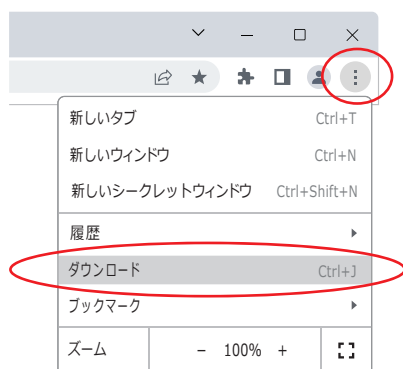 新しいタブ Ctrl+T
新しいウィンドウ Ctrl+N
新しいシークレットウィンドウ Ctrl+Shift+N
履歴
ダウンロード Ctrl+J
ブックマーク
ズーム － 100% +